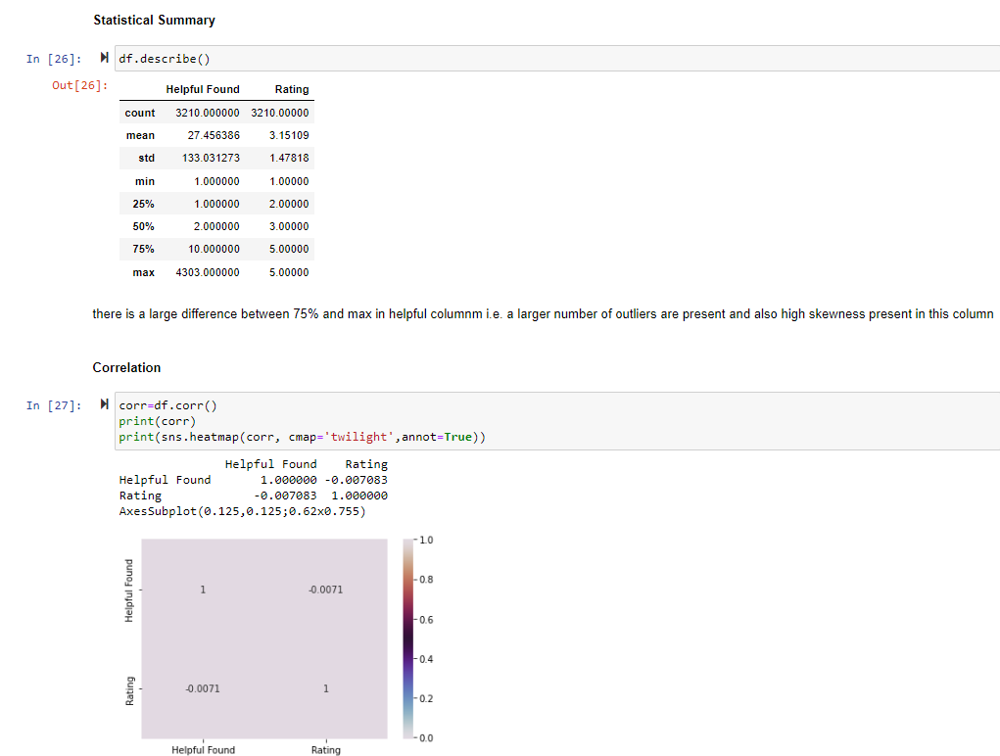 Statistical Summary
In [26]: df.describe()
Out[26]:
Helpful Found Rating
count 3210.000000 3210.00000
mean 27.456386 3.15109
std 133.031273 1.47818
min 1.000000 1.00000
25% 1.000000 2.00000
50% 2.000000 3.00000
75% 10.000000 5.00000
max 4303.000000 5.00000
there is a large difference between 75% and max in helpful columnm i.e. a larger number of outliers are present and also high skewness present in this column
Correlation
In [27]: corr=df.corr()
print(corr)
print(sns.heatmap(corr, cmap='twilight',annot=True))
Helpful Found Rating
Helpful Found 1.000000 -0.007083
Rating -0.007083 1.000000
AxesSubplot(0.125,0.125;0.62x0.755)
Helpful Found
1 -0.0071
Rating
-0.0071 1
Helpful Found Rating
1.0
0.8
0.6
0.4
0.2
0.0